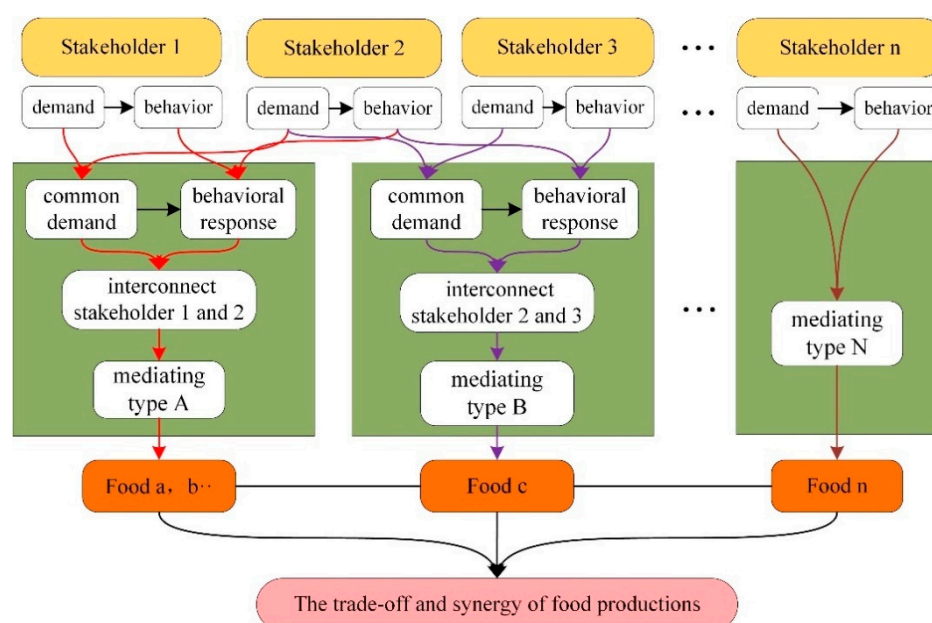 Stakeholder 1
Stakeholder 2
Stakeholder 3
•••
Stakeholder n
demand
behavior
demand
behavior
demand
behavior
•••
demand
behavior
common
demand
behavioral
response
interconnect
stakeholder 1 and 2
mediating
type A
common
demand
behavioral
response
interconnect
stakeholder 2 and 3
mediating
type B
•••
mediating
type N
Food a，b··
Food c
Food n
The trade-off and synergy of food productions